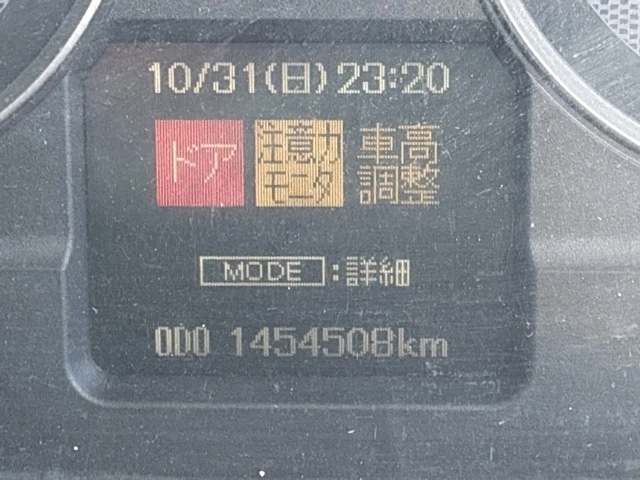 10/31(日) 23:20
ドア 注意力モニタ 車高調整
MODE :詳細
ODO 1454508km